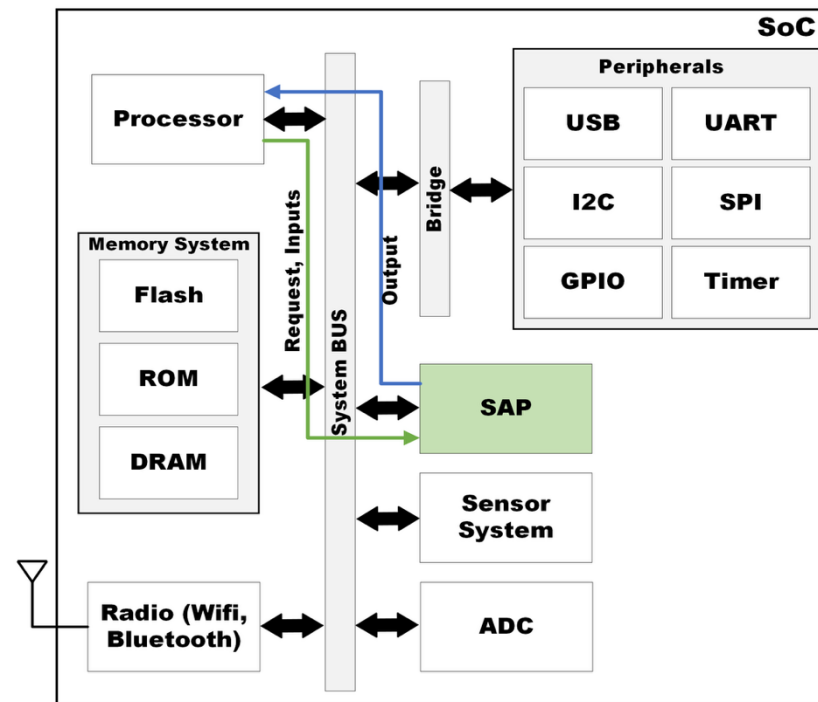 SoC
Processor
Peripherals
USB
UART
I2C
SPI
GPIO
Timer
Bridge
Memory System
Flash
ROM
DRAM
Request, Inputs
System BUS
Output
SAP
Sensor
System
Radio (Wifi,
Bluetooth)
ADC